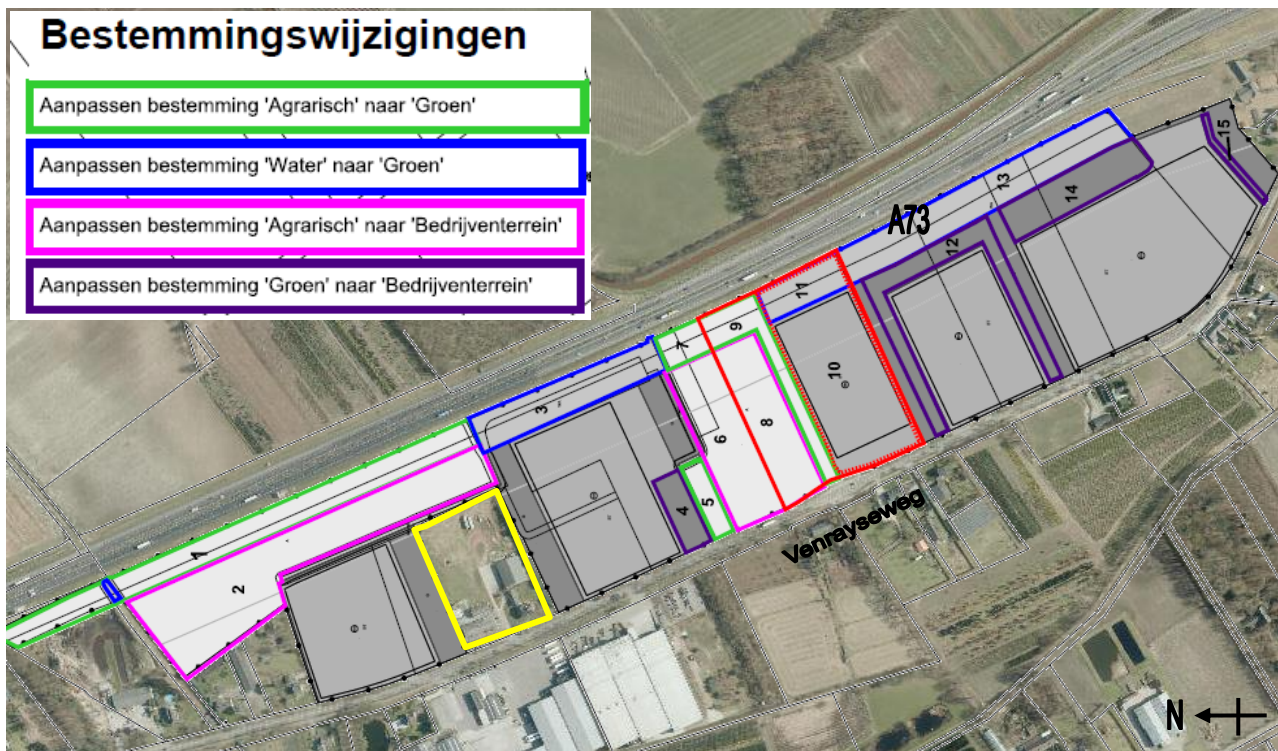 Bestemmingswijzigingen
Aanpassen bestemming 'Agrarisch' naar 'Groen'
Aanpassen bestemming 'Water' naar 'Groen'
Aanpassen bestemming 'Agrarisch' naar 'Bedrijventerrein'
Aanpassen bestemming 'Groen' naar 'Bedrijventerrein'
15
13
14
A73
12
11
9
7
10
3
8
6
5
4
Venrayseweg
1
2
N